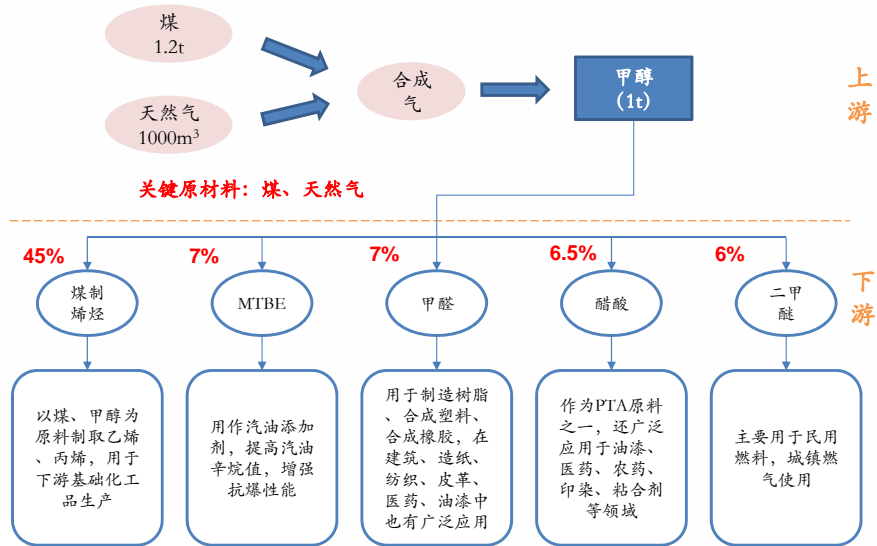 煤
1.2t
天然气
1000m³
合成
气
甲醇
（1t）
上
游
关键原材料：煤、天然气
45%
7%
7%
6.5%
6%
煤制
烯烃
MTBE
甲醛
醋酸
二甲
醚
下
游
以煤、甲醇为
原料制取乙烯
、丙烯，用于
下游基础化工
品生产
用作汽油添加
剂，提高汽油
辛烷值，增强
抗爆性能
用于制造树脂
、合成塑料、
合成橡胶，在
建筑、造纸、
纺织、皮革、
医药、油漆中
也有广泛应用
作为PTA原料
之一，还广泛
应用于油漆、
医药、农药、
印染、粘合剂
等领域
主要用于民用
燃料，城镇燃
气使用